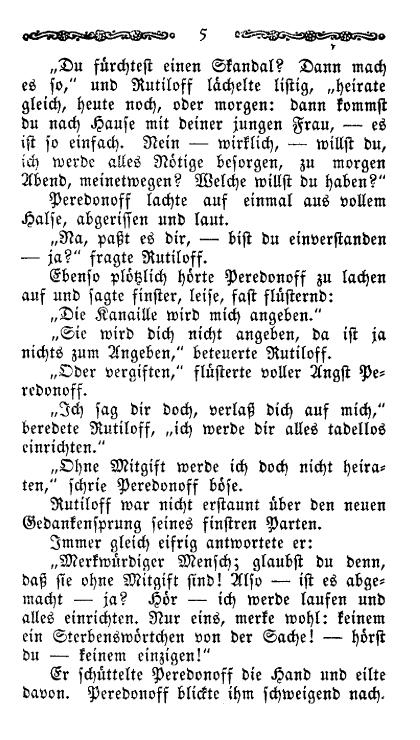 5
„Du fürchtest einen Skandal? Dann mach
es so,“ und Rutiloff lächelte listig, „heirate
gleich, heute noch, oder morgen: dann kommst
du nach Hause mit deiner jungen Frau, — es
ist so einfach. Nein — wirklich, — willst du,
ich werde alles Nötige besorgen, zu morgen
Abend, meinetwegen? Welche willst du haben?“
Peredonoff lachte auf einmal aus vollem
Halse, abgerissen und laut.
„Na, paßt es dir, — bist du einverstanden
— ja?“ fragte Rutiloff.
Ebenso plötzlich hörte Peredonoff zu lachen
auf und sagte finster, leise, fast flüsternd:
„Die Kanaille wird mich angeben.“
„Sie wird dich nicht angeben, da ist ja
nichts zum Angeben,“ beteuerte Rutiloff.
„Oder vergiften,“ flüsterte voller Angst Pe-
redonoff.
„Ich sag dir doch, verlaß dich auf mich,“
beredete Rutiloff, „ich werde dir alles tadellos
einrichten.“
„Ohne Mitgift werde ich doch nicht heira-
ten,“ schrie Peredonoff böse.
Rutiloff war nicht erstaunt über den neuen
Gedankensprung seines finstren Parten.
Immer gleich eifrig antwortete er:
„Merkwürdiger Mensch; glaubst du denn,
daß sie ohne Mitgift sind! Also — ist es abge-
macht — ja? Hör — ich werde laufen und
alles einrichten. Nur eins, merke wohl: keinem
ein Sterbenswörtchen von der Sache! — hörst
du — keinem einzigen!“
Er schüttelte Peredonoff die Hand und eilte
davon. Peredonoff blickte ihm schweigend nach.